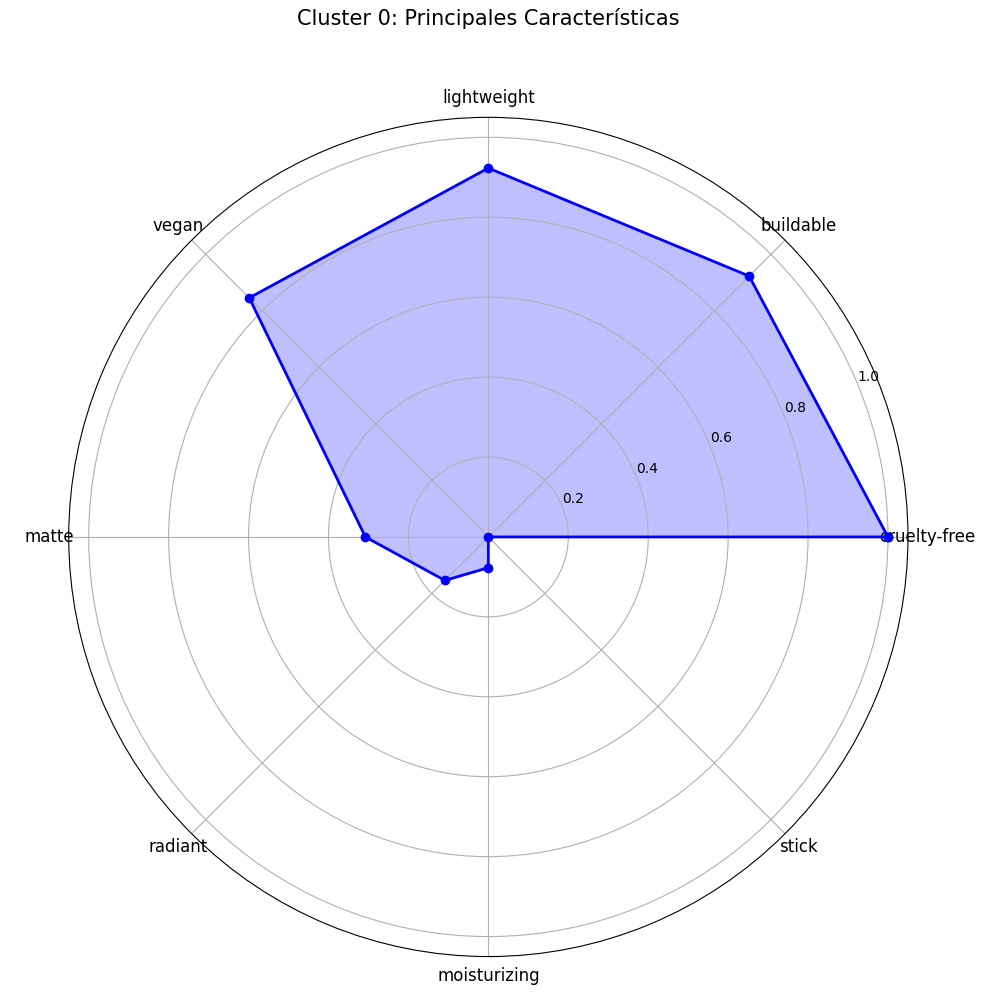 Cluster 0: Principales Características
lightweight
vegan
buildable
1.0
0.8
0.6
0.4
0.2
matte
cruelty-free
radiant
stick
moisturizing